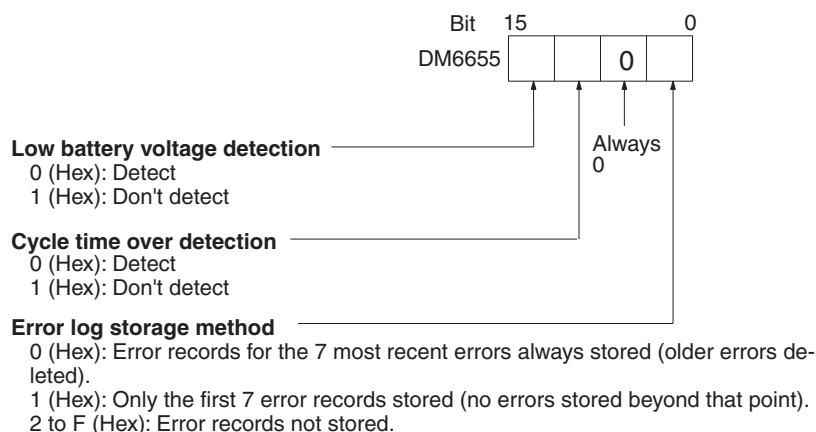 Bit 15 0
DM6655 0
Always
0
Low battery voltage detection
0 (Hex): Detect
1 (Hex): Don't detect
Cycle time over detection
0 (Hex): Detect
1 (Hex): Don't detect
Error log storage method
0 (Hex): Error records for the 7 most recent errors always stored (older errors de-
leted).
1 (Hex): Only the first 7 error records stored (no errors stored beyond that point).
2 to F (Hex): Error records not stored.